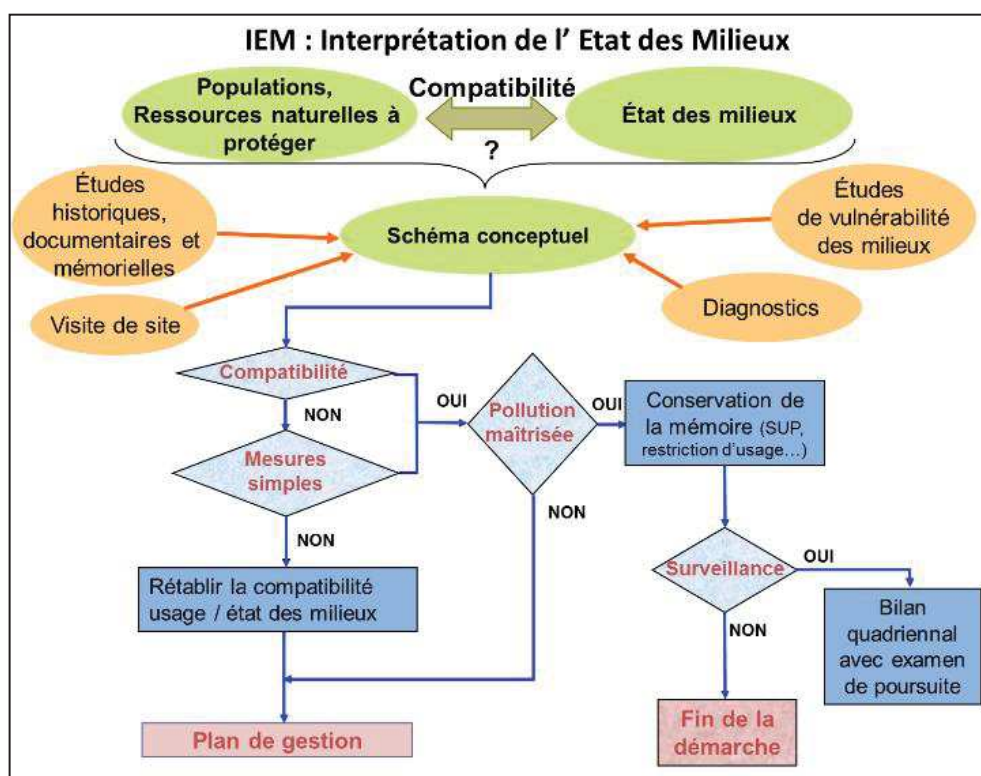 IEM : Interprétation de l' Etat des Milieux
Populations,
Ressources naturelles à
protéger
Compatibilité
?
État des milieux
Études
historiques,
documentaires et
mémorielles
Schéma conceptuel
Études
de vulnérabilité
des milieux
Visite de site
Diagnostics
Compatibilité
NON
OUI
Mesures
simples
NON
Pollution
maîtrisée
OUI
NON
Conservation de
la mémoire (SUP,
restriction d'usage…)
Rétablir la compatibilité
usage / état des milieux
Surveillance
OUI
NON
Bilan
quadriennal
avec examen
de poursuite
Plan de gestion
Fin de la
démarche